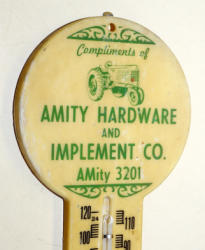 Compliments of
AMITY HARDWARE
AND
IMPLEMENT CO.
AMity 3201
120
110
100
90